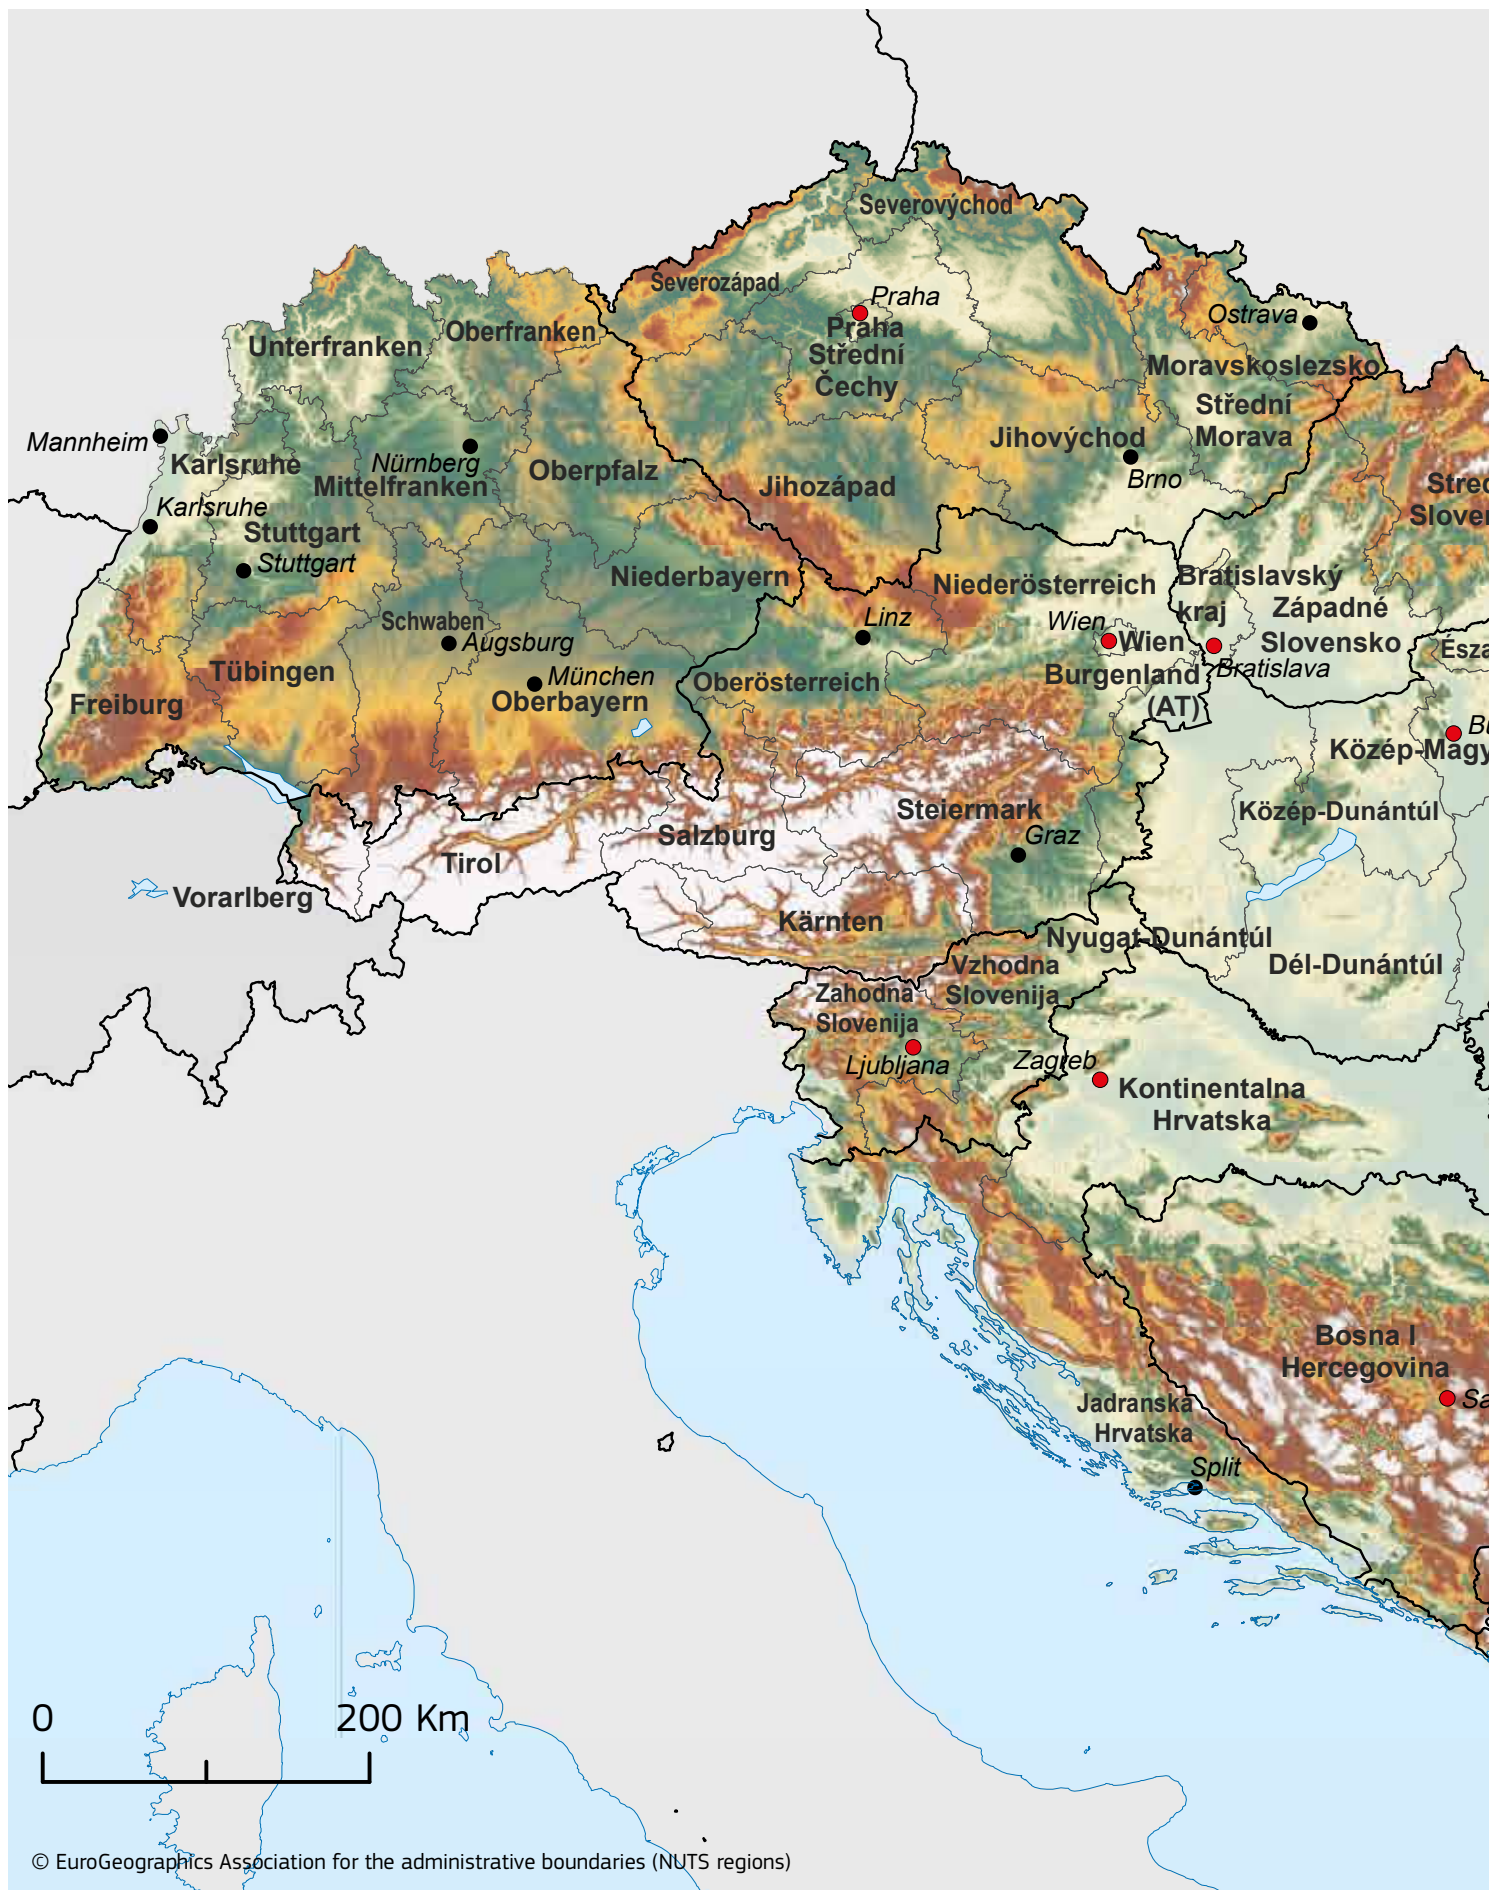 Severovýchod
Severozápad
Praha
Ostrava
Praha
Oberfranken
Unterfranken
Střední
Čechy
Moravskoslezsko
Střední
Morava
Mannheim
Jihovýchod
Karlsruhe
Nürnberg
Oberpfalz
Mittelfranken
Brno
Jihozápad
Karlsruhe
Stuttgart
Stuttgart
Niederbayern
Niederösterreich
Bratislavský
kraj
Západné
Slovensko
Schwaben
Augsburg
Linz
Wien
Wien
Tübingen
München
Oberbayern
Oberösterreich
Burgenland
(AT)
Bratislava
Freiburg
Közép-Magy
Steiermark
Közép-Dunántúl
Salzburg
Graz
Tirol
Vorarlberg
Kärnten
Nyugat-Dunántúl
Vzhodna
Slovenija
Dél-Dunántúl
Zahodna
Slovenija
Ljubljana
Zagreb
Kontinentalna
Hrvatska
Bosna I
Hercegovina
Sa
Jadranska
Hrvatska
Split
0
200 Km
© EuroGeographics Association for the administrative boundaries (NUTS regions)